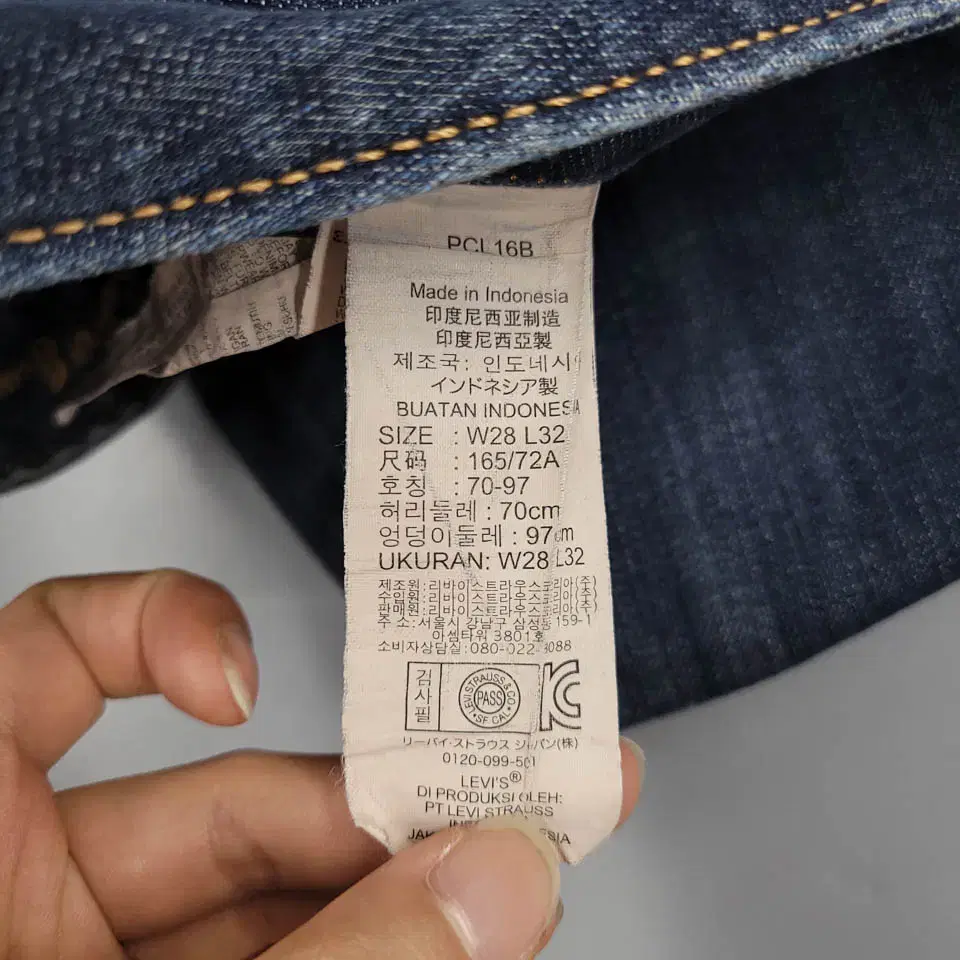 PCL16B
Made in Indonesia
印度尼西亚制造
印度尼西亞製
제조국: 인도네시
インドネシア製
BUATAN INDONESIA
SIZE : W28 L32
尺码 : 165/72A
호칭 : 70-97
허리둘레 : 70cm
엉덩이둘레 : 97cm
UKURAN: W28 L32
제조원 : 리바이스트라우스코리아(주)
수입원 : 리바이스트라우스코리아(주)
판매원 : 리바이스트라우스코리아(주)
주 소: 서울시 강남구 삼성동 159-1
아셈타워 3801호
소비자상담실: 080-022-3088
검사필
LEVI STRAUSS & CO
PASS
SF CAL
KC
リーバイ・ストラウス ジャパン(株)
0120-099-501
LEVI'S®
DI PRODUKSI OLEH:
PT LEVI STRAUSS